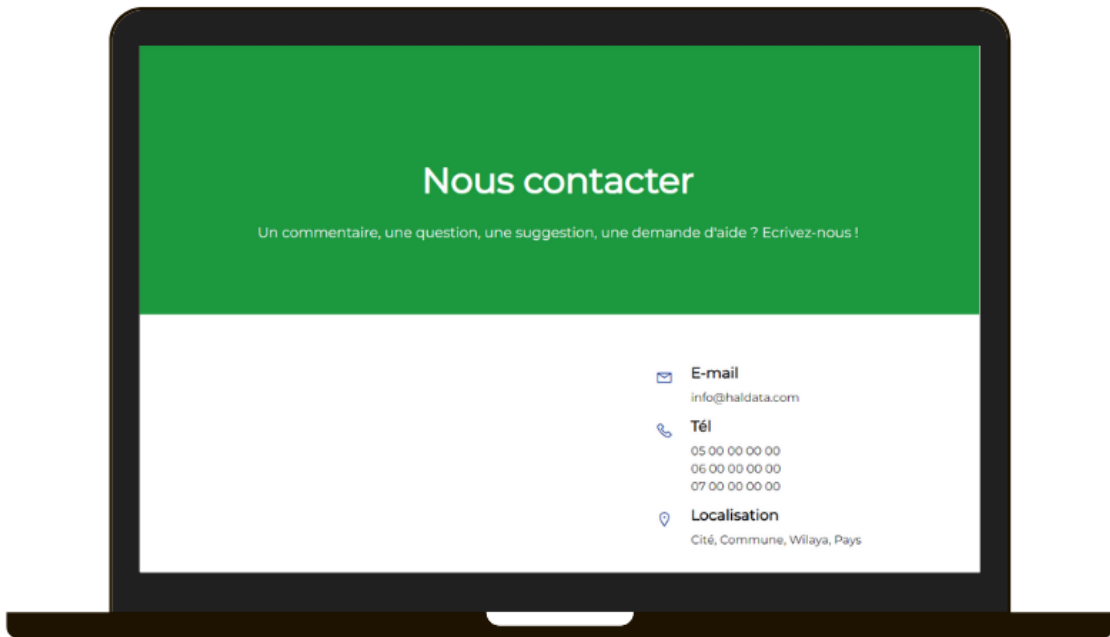 Nous contacter
Un commentaire, une question, une suggestion, une demande d'aide ? Ecrivez-nous !
E-mail
info@haldata.com
Tél
05 00 00 00 00
06 00 00 00 00
07 00 00 00 00
Localisation
Cité, Commune, Wilaya, Pays